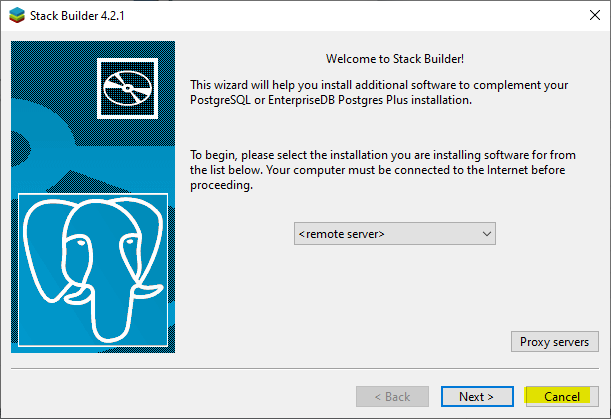 Stack Builder 4.2.1
Welcome to Stack Builder!
This wizard will help you install additional software to complement your
PostgreSQL or EnterpriseDB Postgres Plus installation.
To begin, please select the installation you are installing software for from
the list below. Your computer must be connected to the Internet before
proceeding.
<remote server>
Proxy servers
< Back
Next >
Cancel